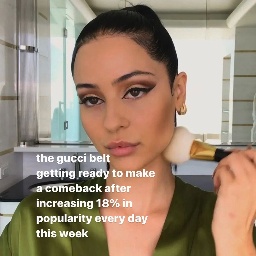 the gucci belt
getting ready to make
a comeback after
increasing 18% in
popularity every day
this week